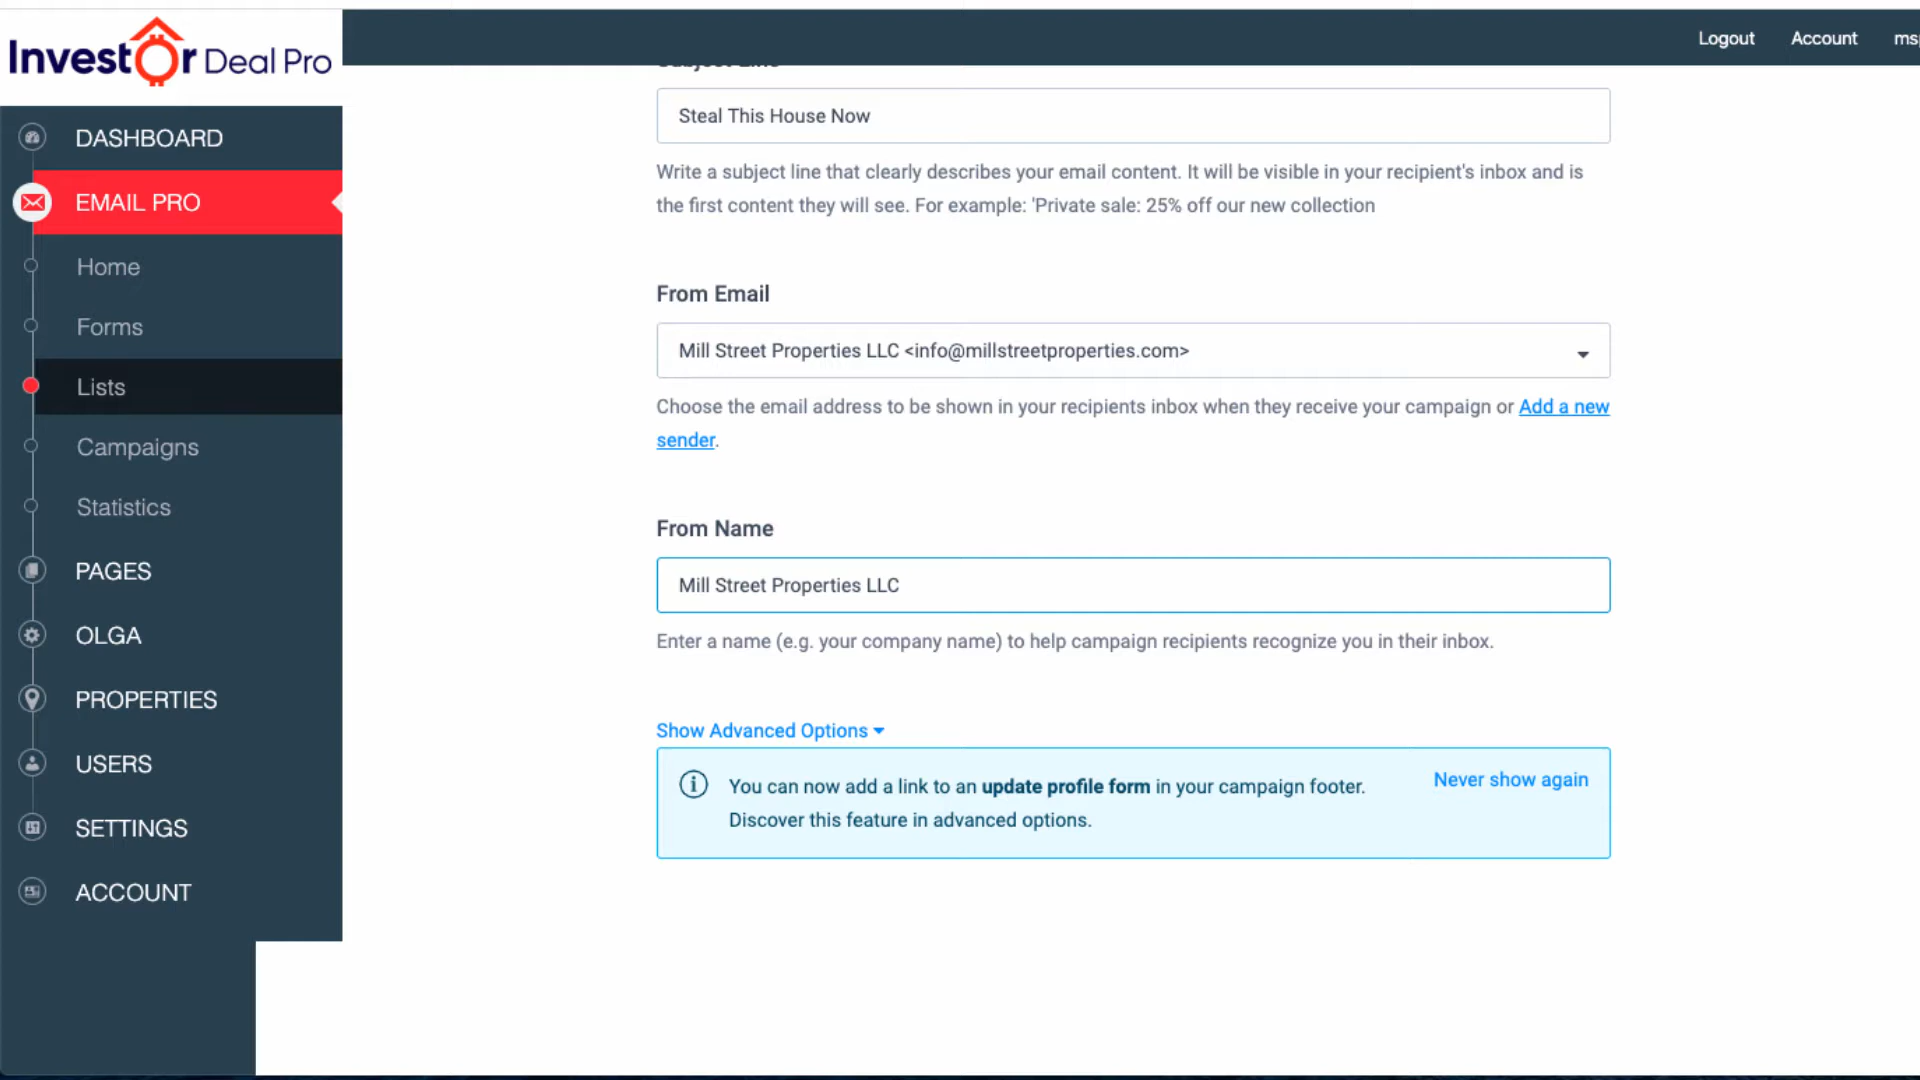 InvestOr Deal Pro
Logout Account
DASHBOARD
EMAIL PRO
Home
Forms
Lists
Campaigns
Statistics
PAGES
OLGA
PROPERTIES
USERS
SETTINGS
ACCOUNT
Steal This House Now
Write a subject line that clearly describes your email content. It will be visible in your recipient's inbox and is
the first content they will see. For example: 'Private sale: 25% off our new collection
From Email
Mill Street Properties LLC <info@millstreetproperties.com>
Choose the email address to be shown in your recipients inbox when they receive your campaign or Add a new
sender.
From Name
Mill Street Properties LLC
Enter a name (e.g. your company name) to help campaign recipients recognize you in their inbox.
Show Advanced Options
You can now add a link to an update profile form in your campaign footer.
Discover this feature in advanced options.
Never show again